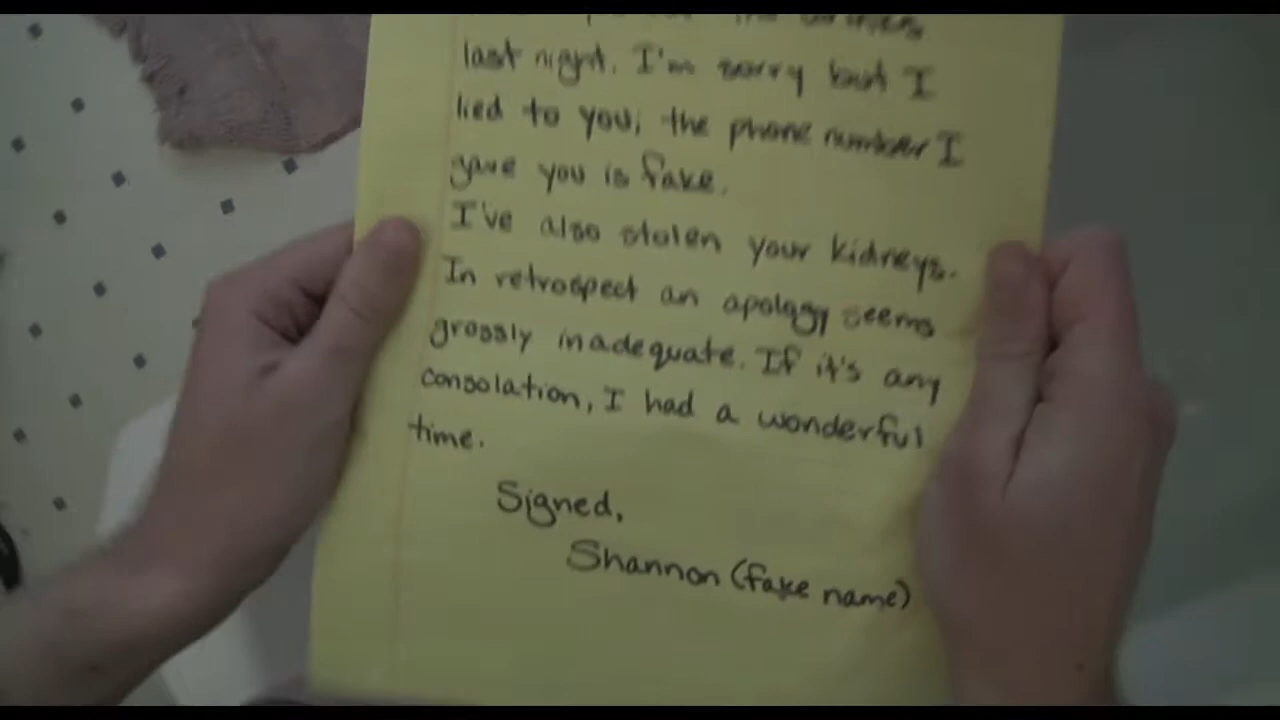 last night. I'm sorry but I
lied to you, the phone number I
gave you is fake.
I've also stolen your kidneys.
In retrospect an apology seems
grossly inadequate. If it's any
consolation, I had a wonderful
time.
Signed,
Shannon (fake name)